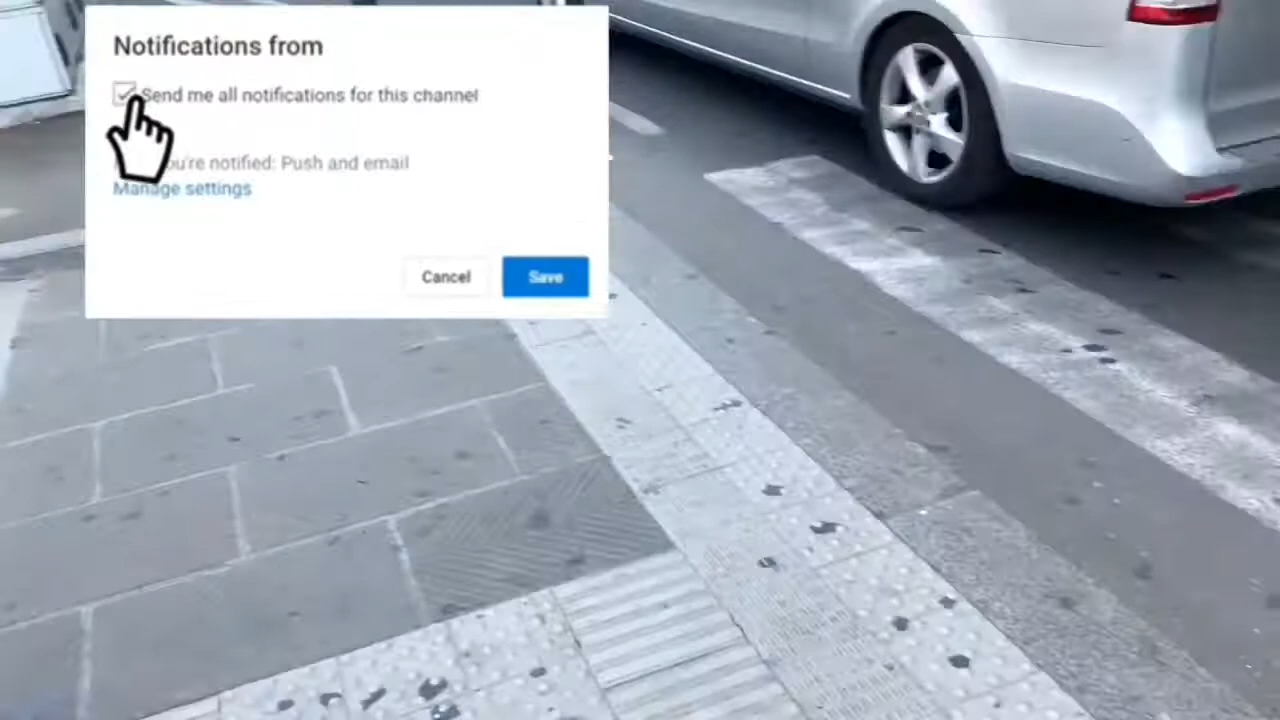 Notifications from
Send me all notifications for this channel
you're notified: Push and email
Manage settings
Cancel
Save